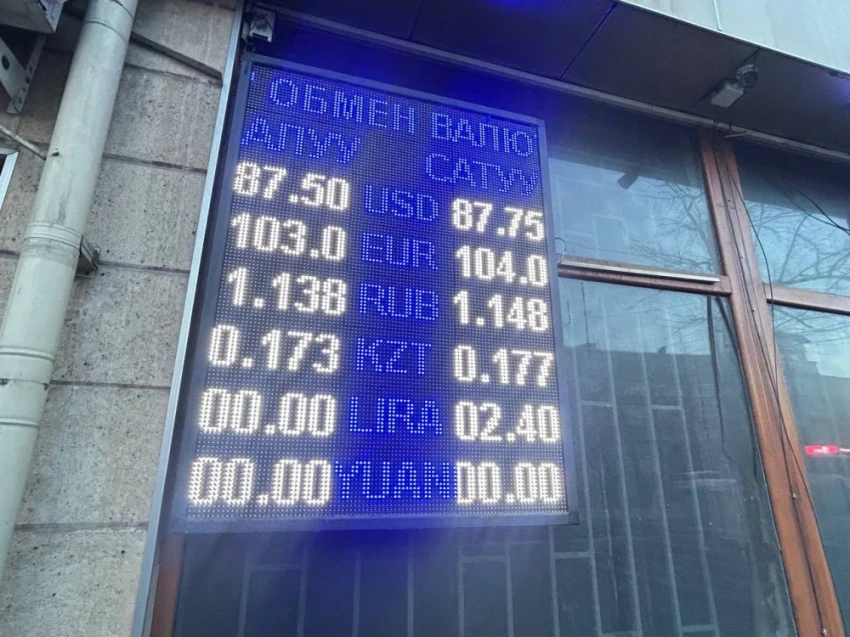 ОБМЕН ВАЛЮ
АЛУУ САТУУ
87.50 USD 87.75
103.0 EUR 104.0
1.138 RUB 1.148
0.173 KZT 0.177
00.00 LIRA 02.40
00.00 YUAN 00.00